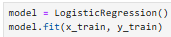 model = LogisticRegression()
model.fit(x_train, y_train)